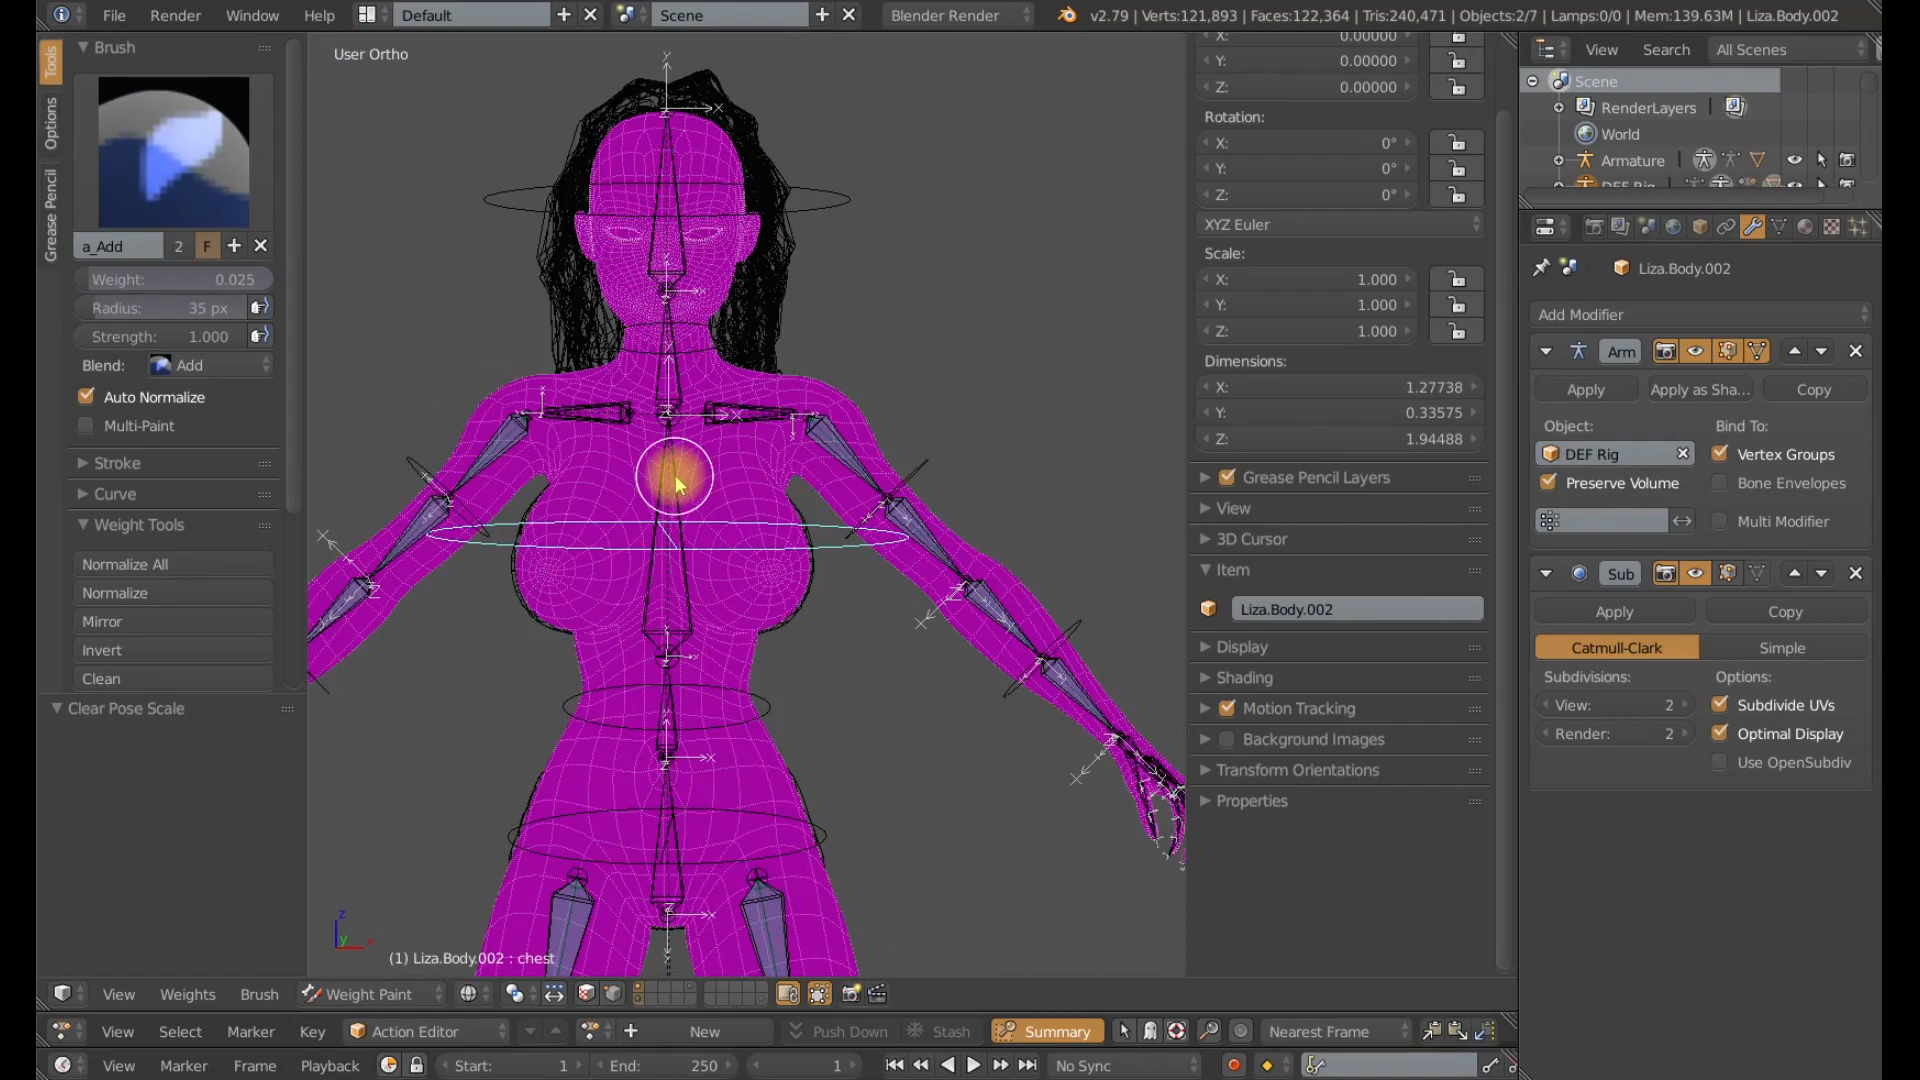 File Render Window Help Default Scene Blender Render v2.79 | Verts:121,893 | Faces:122,364 | Tris:240,471 | Objects:2/7 | Lamps:0/0 | Mem:139.63M | Liza.Body.002
Tools
Options
Grease Pencil
Brush
a_Add 2 F
Weight: 0.025
Radius: 35 px
Strength: 1.000
Blend: Add
Auto Normalize
Multi-Paint
Stroke
Curve
Weight Tools
Normalize All
Normalize
Mirror
Invert
Clean
Clear Pose Scale
User Ortho
(1) Liza.Body.002 : chest
X: 0.00000
Y: 0.00000
Z: 0.00000
Rotation:
X: 0°
Y: 0°
Z: 0°
XYZ Euler
Scale:
X: 1.000
Y: 1.000
Z: 1.000
Dimensions:
X: 1.27738
Y: 0.33575
Z: 1.94488
Grease Pencil Layers
View
3D Cursor
Item
Liza.Body.002
Display
Shading
Motion Tracking
Background Images
Transform Orientations
Properties
View Search All Scenes
Scene
RenderLayers
World
Armature
DEF Rig
Liza.Body.002
Add Modifier
Arm
Apply Apply as Sha... Copy
Object: Bind To:
DEF Rig Vertex Groups
Preserve Volume Bone Envelopes
Multi Modifier
Sub
Apply Copy
Catmull-Clark Simple
Subdivisions: Options:
View: 2 Subdivide UVs
Render: 2 Optimal Display
Use OpenSubdiv
View Weights Brush Weight Paint
View Select Marker Key Action Editor New Push Down Stash Summary Nearest Frame
View Marker Frame Playback Start: 1 End: 250 1 No Sync